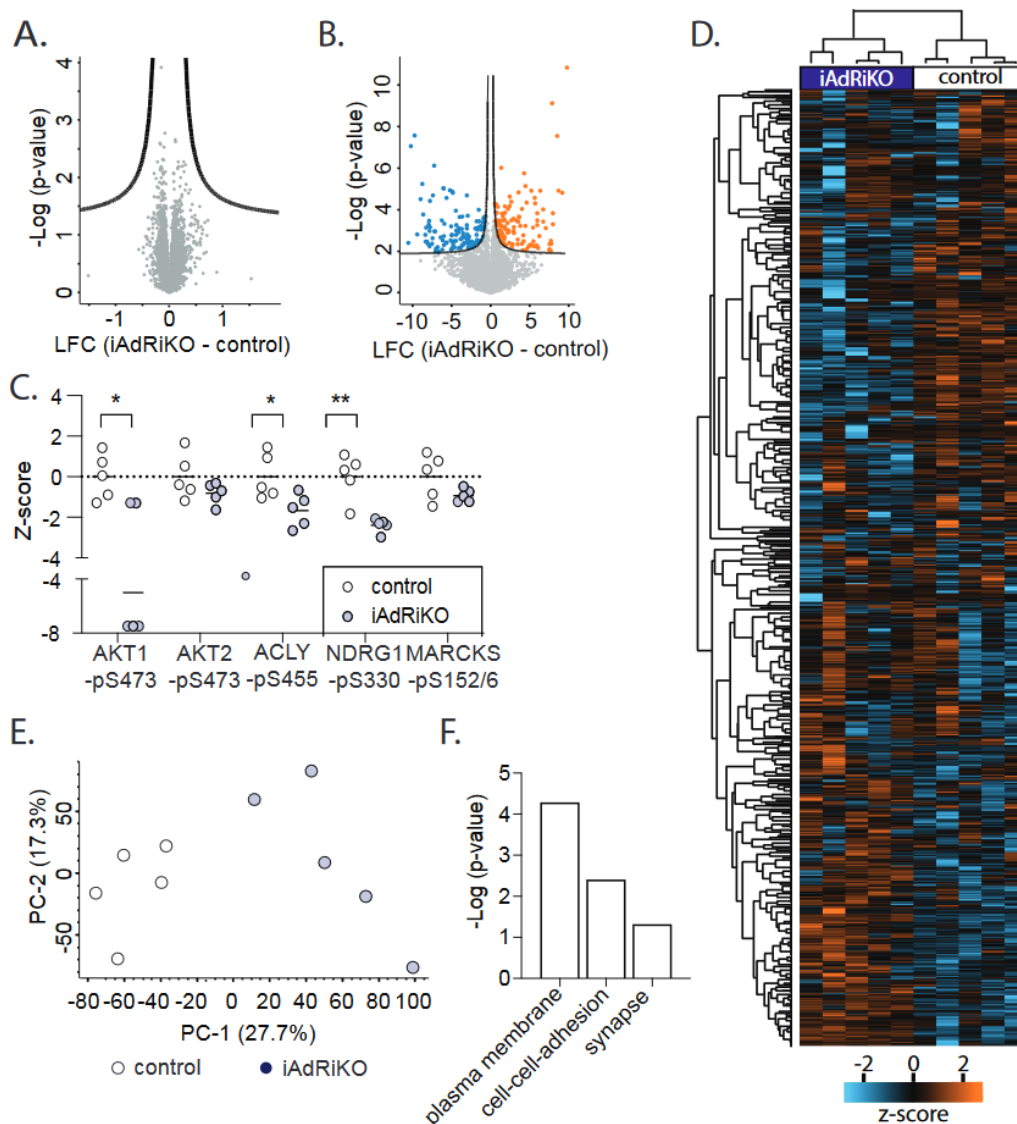 A.
4
3
2
1
0
-Log (p-value)
-1
0
1
LFC (iAdRiKO - control)
B.
10
8
6
4
2
0
-Log (p-value)
-10
-5
0
5
10
LFC (iAdRiKO - control)
C.
4
2
0
-2
-4
-4
-8
Z-score
*
*
**
control
iAdRiKO
AKT1
-pS473
AKT2
-pS473
ACLY
-pS455
NDRG1
-pS330
MARCKS
-pS152/6
D.
iAdRiKO
control
-2
0
2
z-score
E.
50
0
-50
PC-2 (17.3%)
-80
-60
-40
-20
0
20
40
60
80
100
PC-1 (27.7%)
control
iAdRiKO
F.
5
4
3
2
1
0
-Log (p-value)
plasma membrane
cell-cell-adhesion
synapse